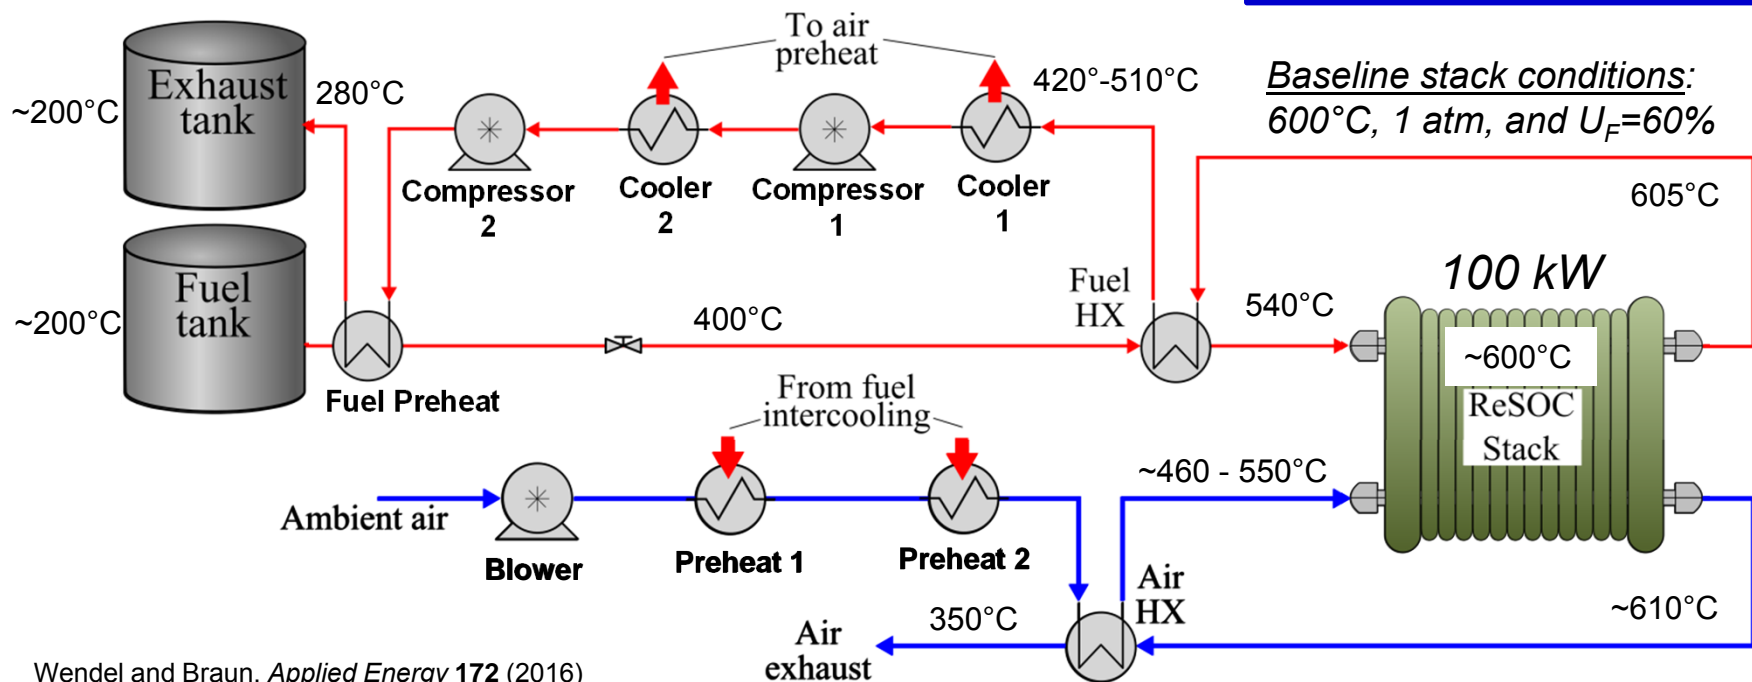 To air
preheat
Exhaust
tank
~200°C
280°C
420°-510°C
Baseline stack conditions:
600°C, 1 atm, and UF=60%
Compressor
2
Cooler
2
Compressor
1
Cooler
1
605°C
Fuel
tank
~200°C
400°C
Fuel
HX
540°C
100 kW
~600°C
ReSOC
Stack
Fuel Preheat
From fuel
intercooling
~460 - 550°C
Ambient air
Blower
Preheat 1
Preheat 2
Air
HX
~610°C
350°C
Air
exhaust
Wendel and Braun, Applied Energy 172 (2016)